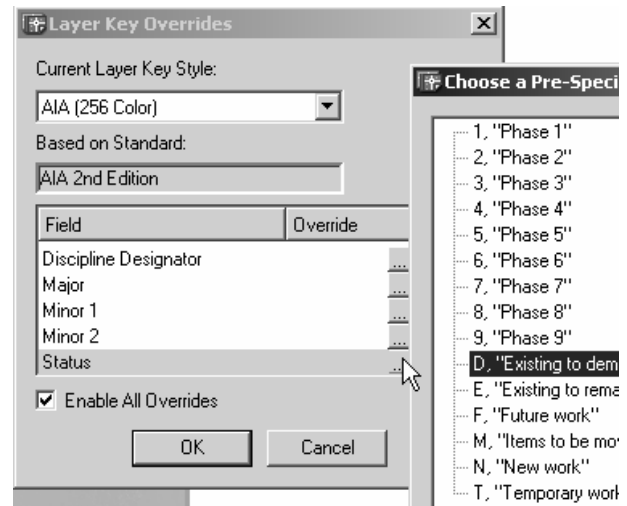 Layer Key Overrides
Current Layer Key Style:
AIA (256 Color)
Based on Standard:
AIA 2nd Edition
Field Override
Discipline Designator ...
Major ...
Minor 1 ...
Minor 2 ...
Status ...
Enable All Overrides
OK Cancel
Choose a Pre-Speci
1, "Phase 1"
2, "Phase 2"
3, "Phase 3"
4, "Phase 4"
5, "Phase 5"
6, "Phase 6"
7, "Phase 7"
8, "Phase 8"
9, "Phase 9"
D, "Existing to dem
E, "Existing to rema
F, "Future work"
M, "Items to be mo
N, "New work"
T, "Temporary work